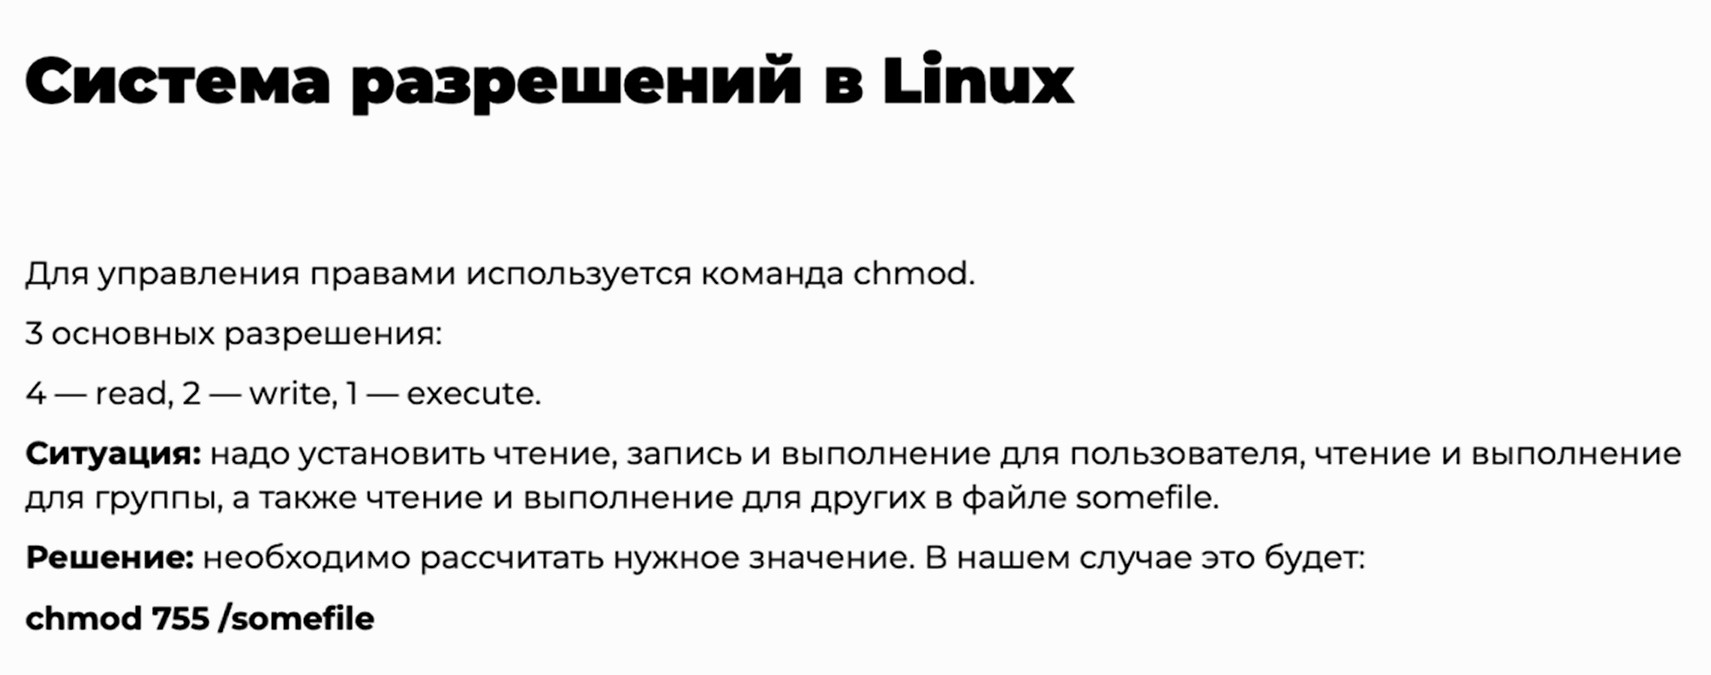 Система разрешений в Linux
Для управления правами используется команда chmod.
3 основных разрешения:
4 — read, 2 — write, 1 — execute.
Ситуация: надо установить чтение, запись и выполнение для пользователя, чтение и выполнение
для группы, а также чтение и выполнение для других в файле somefile.
Решение: необходимо рассчитать нужное значение. В нашем случае это будет:
chmod 755 /somefile